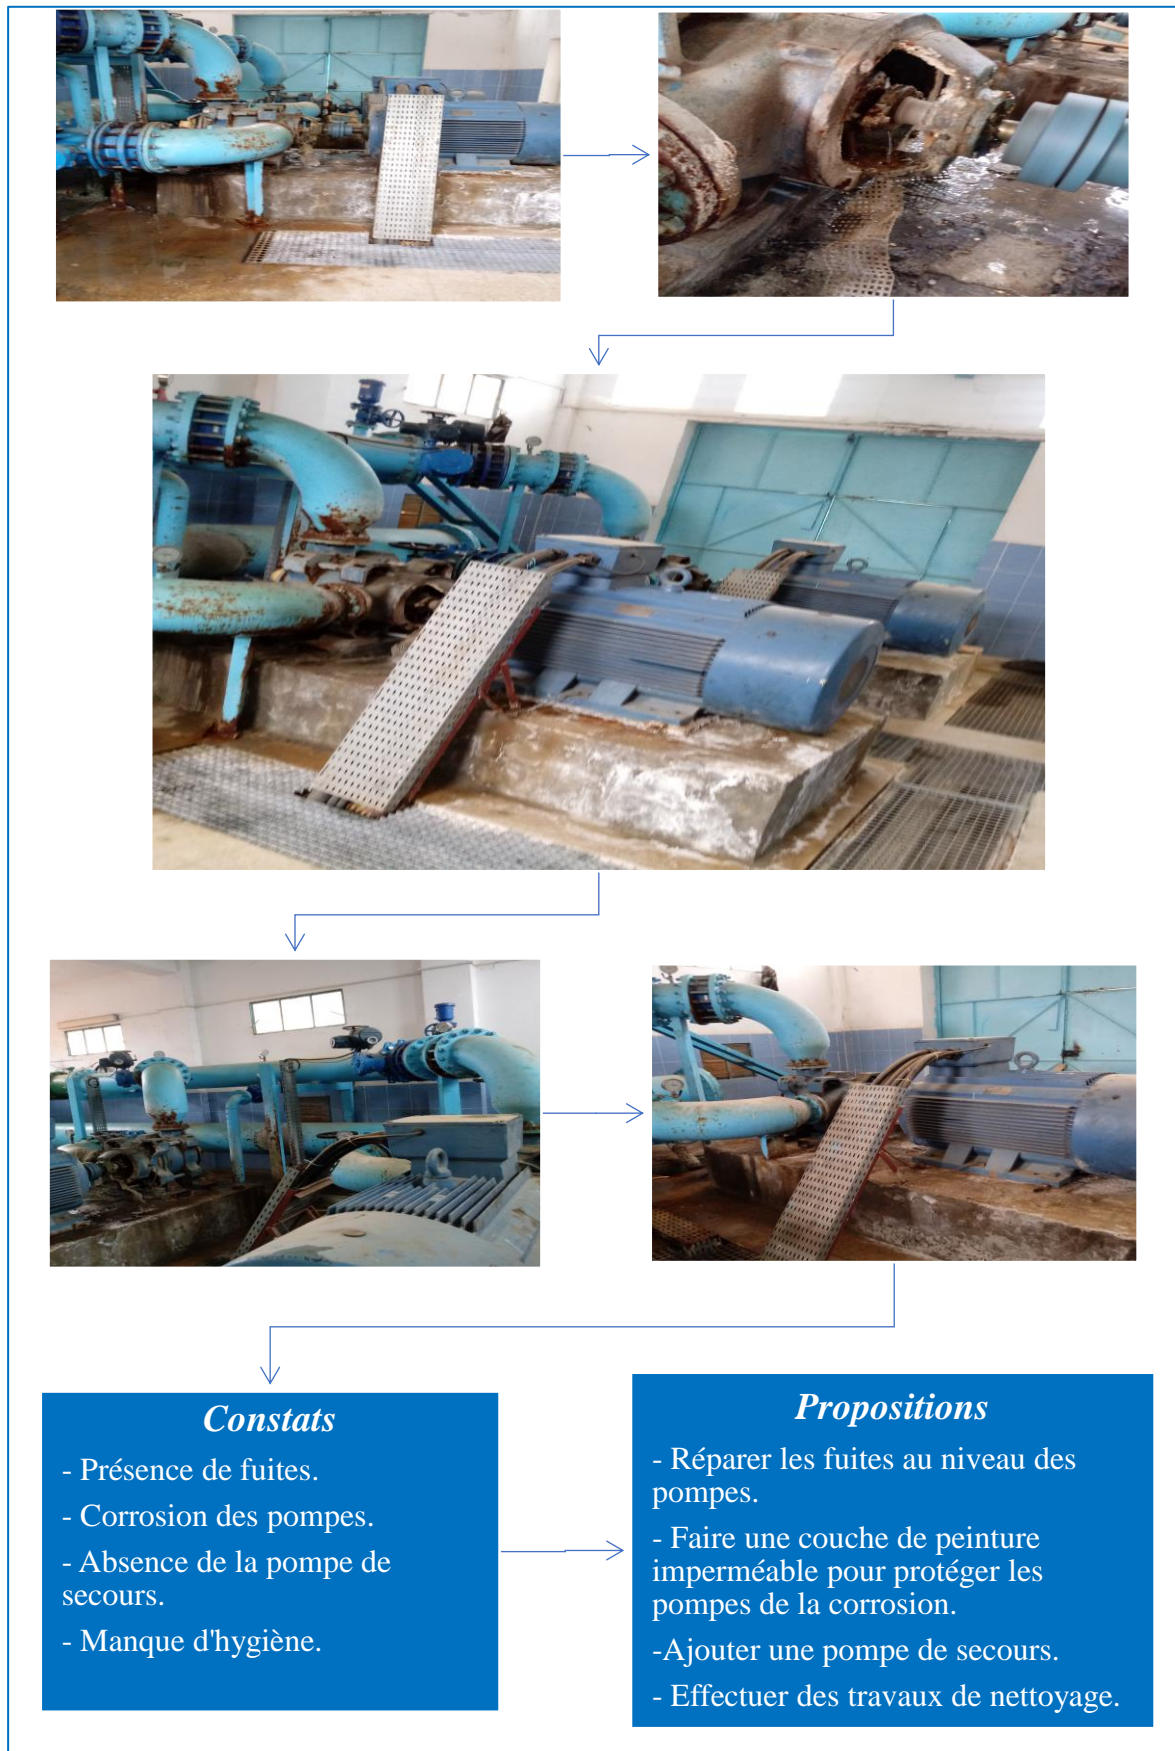 Constats
- Présence de fuites.
- Corrosion des pompes.
- Absence de la pompe de
secours.
- Manque d'hygiène.
Propositions
- Réparer les fuites au niveau des
pompes.
- Faire une couche de peinture
imperméable pour protéger les
pompes de la corrosion.
-Ajouter une pompe de secours.
- Effectuer des travaux de nettoyage.